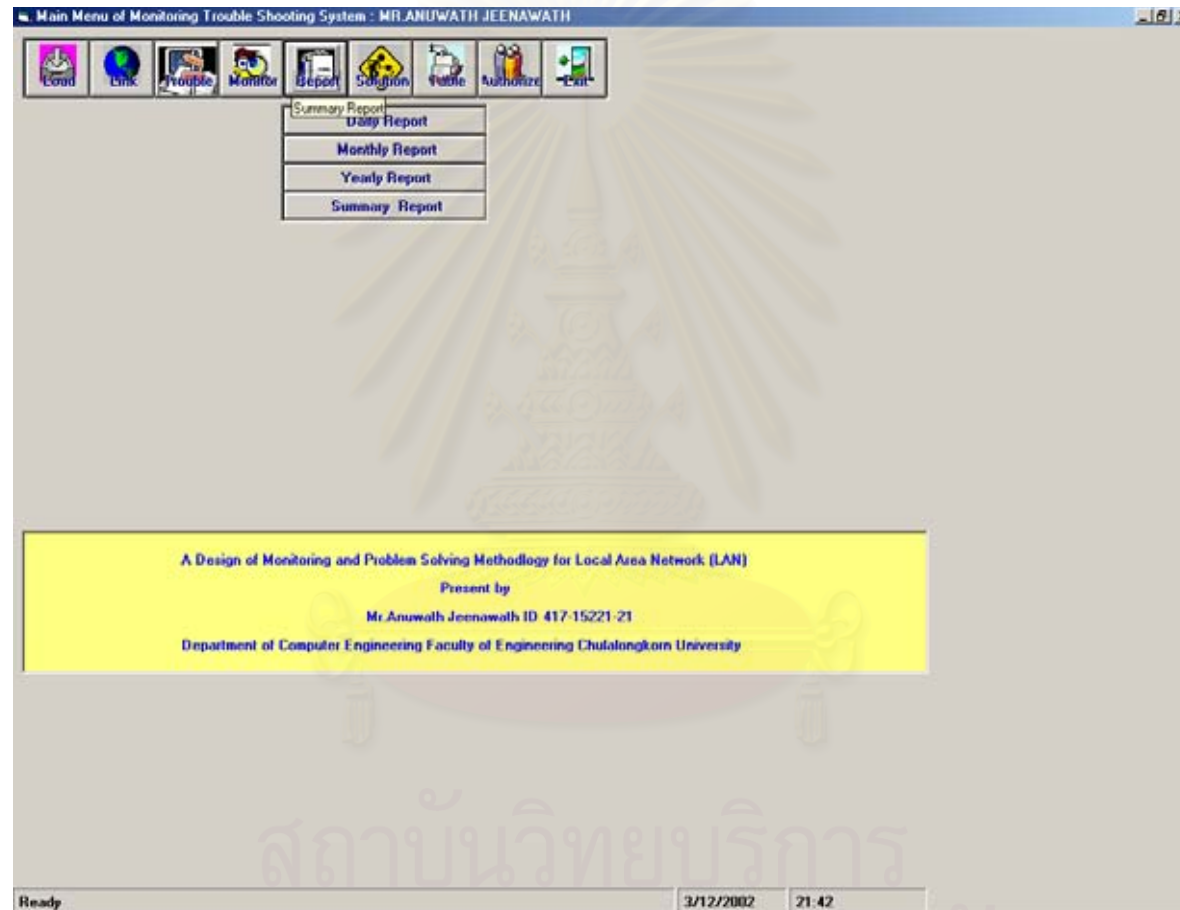 Main Menu of Monitoring Trouble Shooting System : MR.ANUWATH JEENAWATH
Load Link Trouble Monitor Report Solution Table Authorize Exit
Summary Report
Daily Report
Monthly Report
Yearly Report
Summary Report
A Design of Monitoring and Problem Solving Methodlogy for Local Area Network (LAN)
Present by
Mr.Anuwath Jeenawath ID 417-15221-21
Department of Computer Engineering Faculty of Engineering Chulalongkorn University
สถาบันวิทยบริการ
Ready 3/12/2002 21:42